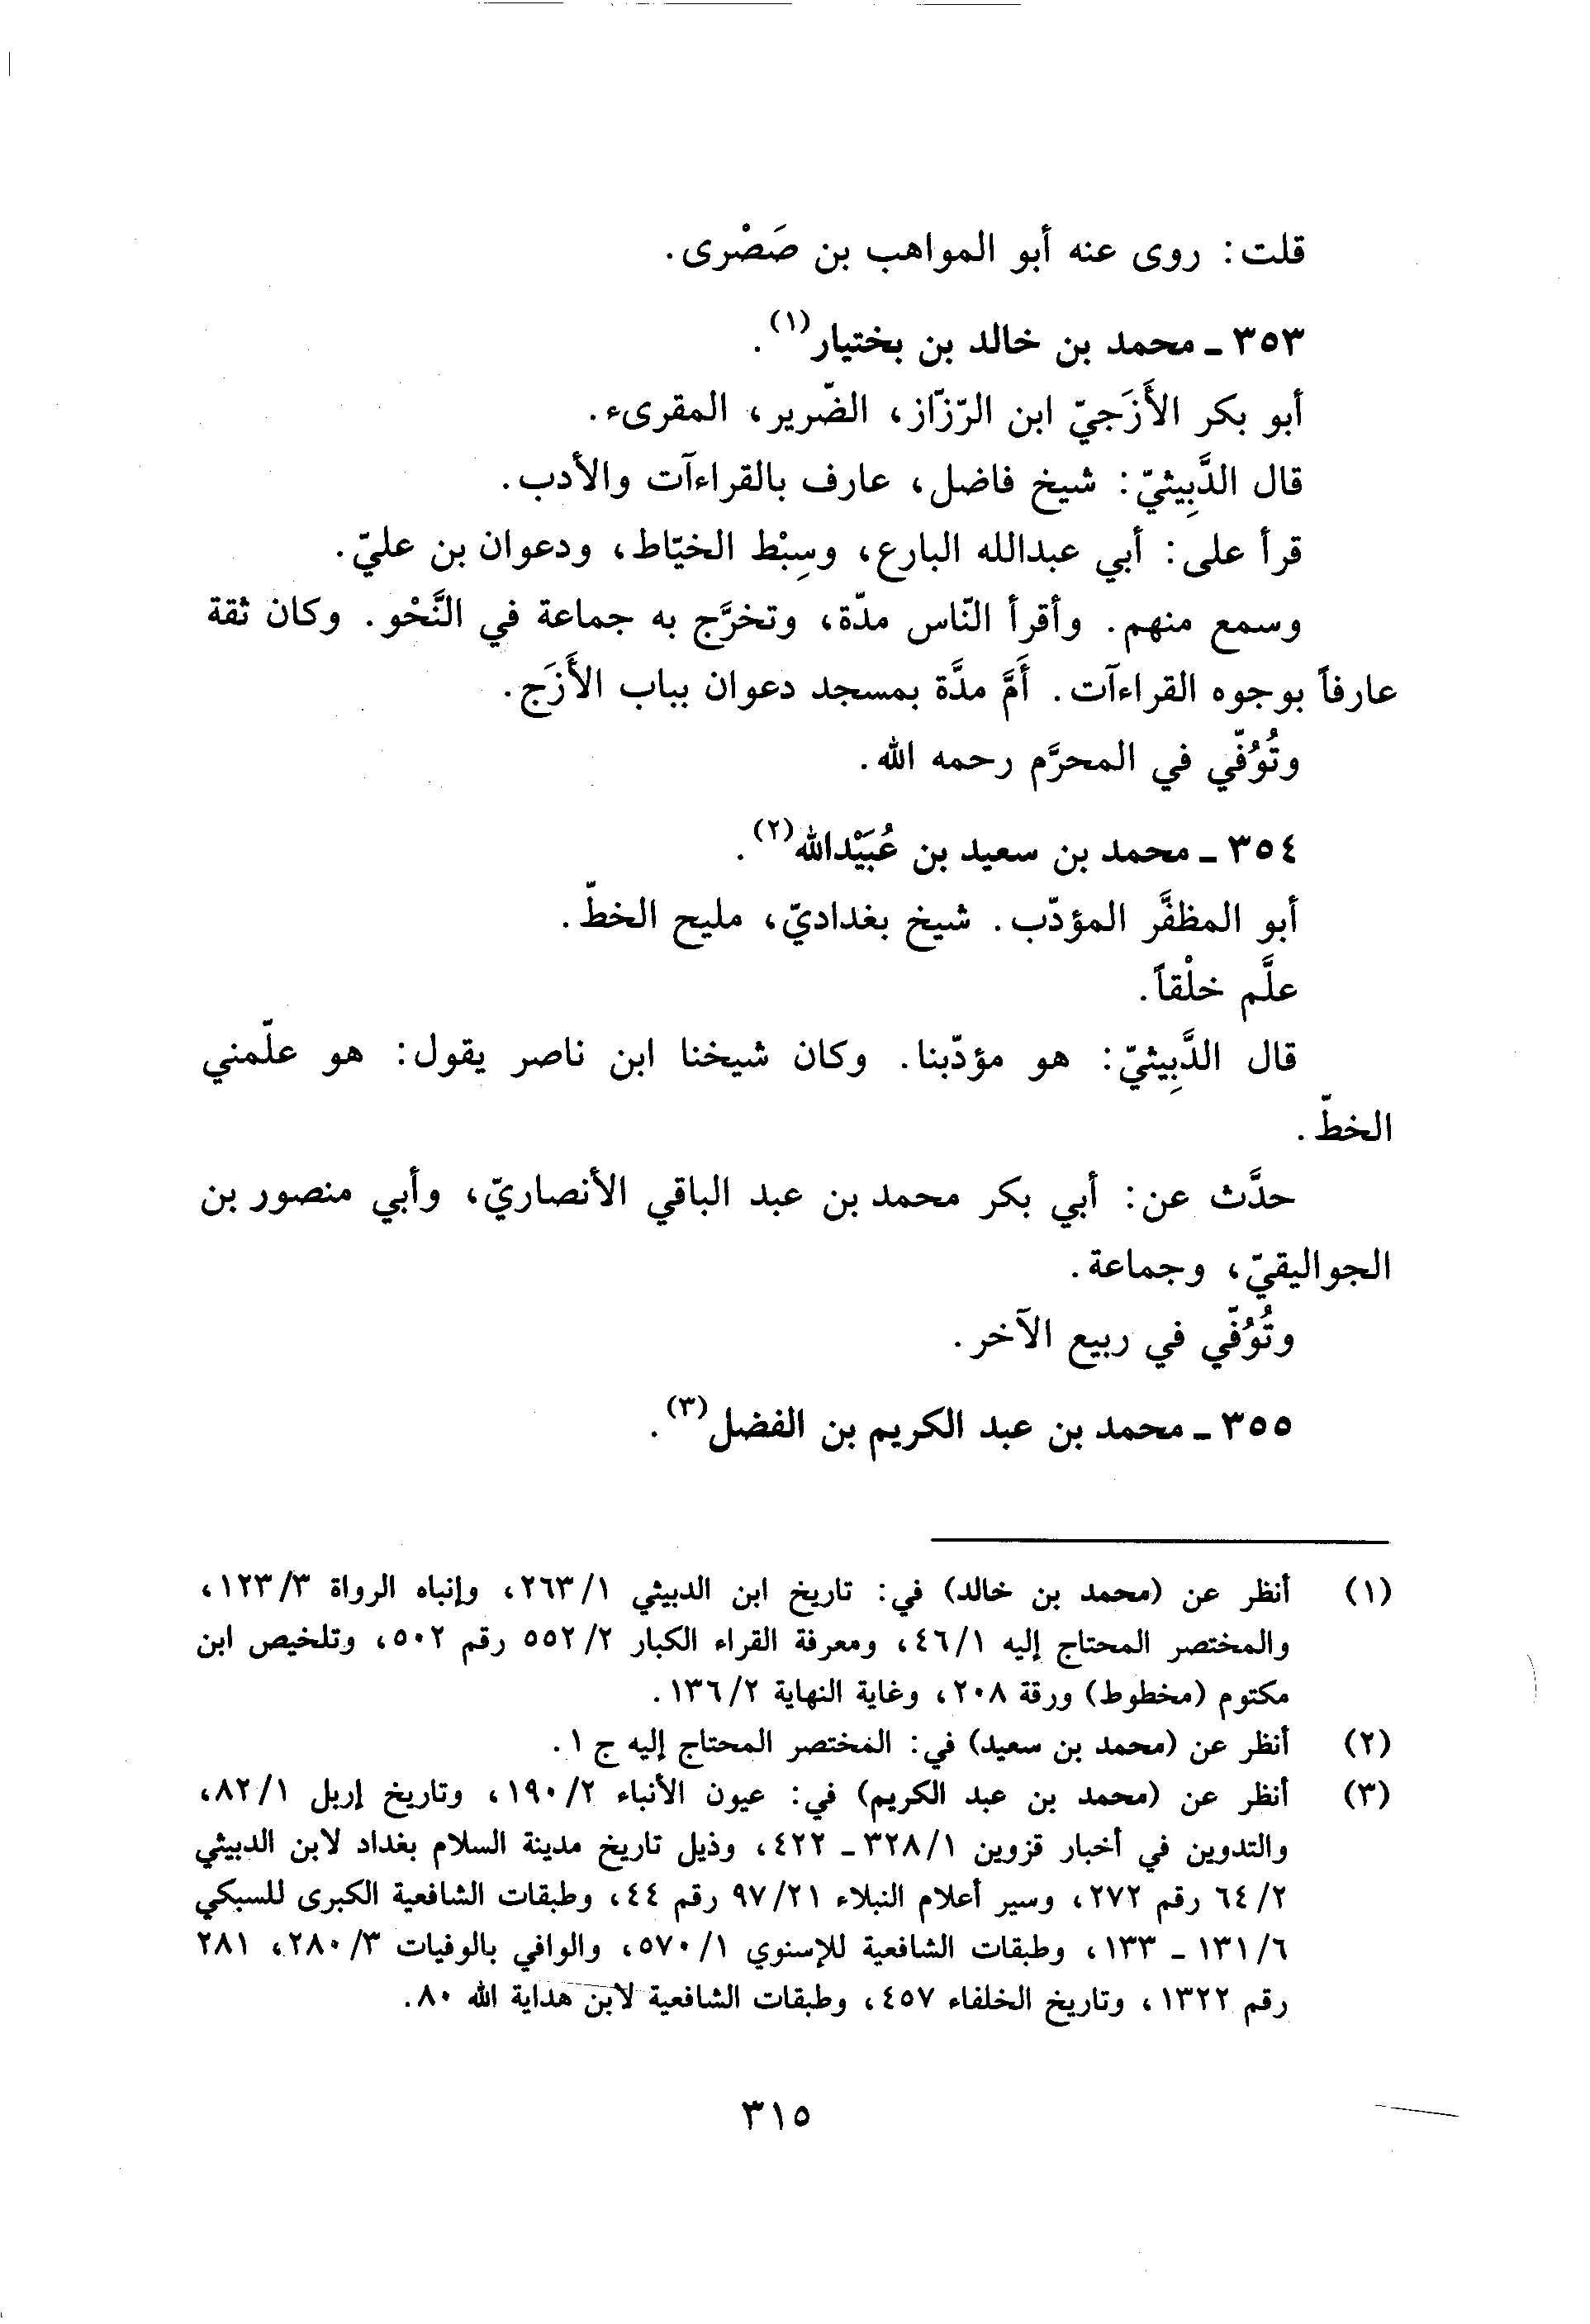 قلت: روى عنه أبو المواهب بن صَصْرى.
٣٥٣ ـ محمد بن خالد بن بختيار(١).
أبو بكر الأَزَجيّ ابن الرّزّاز، الضّرير، المقرىء.
قال الدَّبِيثيّ: شيخ فاضل، عارف بالقراءآت والأدب.
قرأ على: أبي عبدالله البارع، وسِبْط الخيّاط، ودعوان بن عليّ.
وسمع منهم. وأقرأ النّاس مدّة، وتخرَّج به جماعة في النَّحْو. وكان ثقة
عارفاً بوجوه القراءآت. أَمَّ مدَّة بمسجد دعوان بباب الأَزَج.
وتُوُفّي في المحرَّم رحمه الله.
٣٥٤ ـ محمد بن سعيد بن عُبَيْدالله(٢).
أبو المظفَّر المؤدّب. شيخ بغداديّ، مليح الخطّ.
علَّم خلْقاً.
قال الدَّبِيثيّ: هو مؤدّبنا. وكان شيخنا ابن ناصر يقول: هو علّمني
الخطّ.
حدَّث عن: أبي بكر محمد بن عبد الباقي الأنصاريّ، وأبي منصور بن
الجواليقيّ، وجماعة.
وتُوُفّي في ربيع الآخر.
٣٥٥ ـ محمد بن عبد الكريم بن الفضل(٣).
(١) أنظر عن (محمد بن خالد) في: تاريخ ابن الدبيثي ٢٦٣/١، وإنباه الرواة ١٢٣/٣،
والمختصر المحتاج إليه ٤٦/١، ومعرفة القراء الكبار ٥٥٢/٢ رقم ٥٠٢، وتلخيص ابن
مكتوم (مخطوط) ورقة ٢٠٨، وغاية النهاية ١٣٦/٢.
(٢) أنظر عن (محمد بن سعيد) في: المختصر المحتاج إليه ج ١.
(٣) أنظر عن (محمد بن عبد الكريم) في: عيون الأنباء ١٩٠/٢، وتاريخ إربل ٨٢/١،
والتدوين في أخبار قزوين ٣٢٨/١ ـ ٤٢٢، وذيل تاريخ مدينة السلام بغداد لابن الدبيثي
٦٤/٢ رقم ٢٧٢، وسير أعلام النبلاء ٩٧/٢١ رقم ٤٤، وطبقات الشافعية الكبرى للسبكي
١٣١/٦ ـ ١٣٣، وطبقات الشافعية للإسنوي ٥٧٠/١، والوافي بالوفيات ٢٨٠/٣، ٢٨١
رقم ١٣٢٢، وتاريخ الخلفاء ٤٥٧، وطبقات الشافعية لابن هداية الله ٨٠.
٣١٥